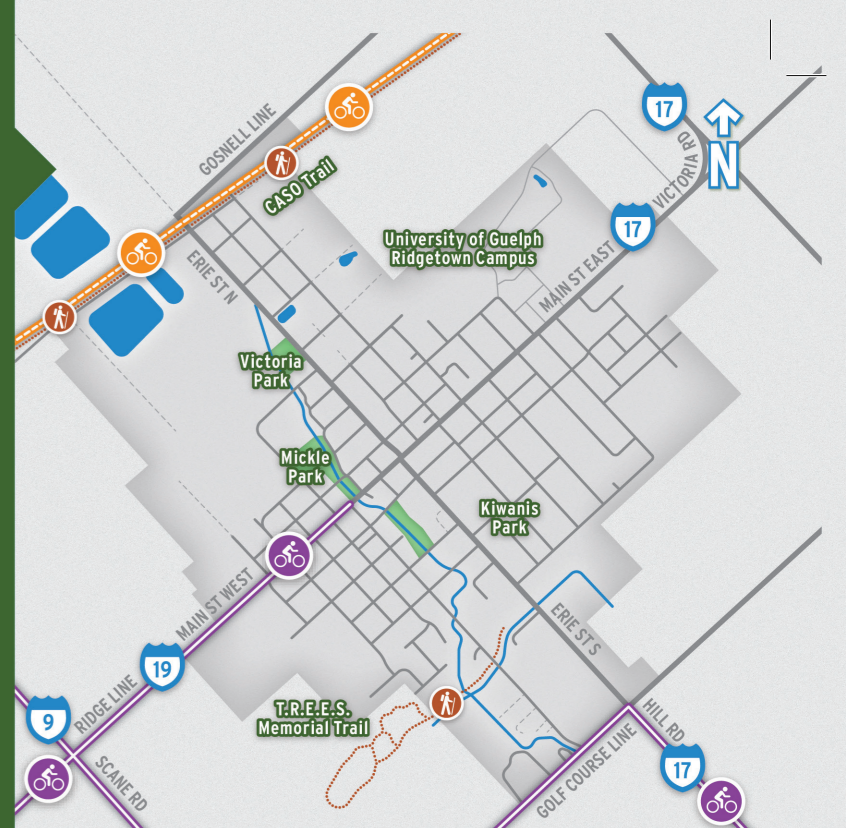 17
N
VICTORIA RD
GOSNELL LINE
CASO Trail
University of Guelph
Ridgetown Campus
17
MAIN ST EAST
ERIE ST N
Victoria
Park
Mickle
Park
Kiwanis
Park
MAIN ST WEST
ERIE ST S
19
RIDGE LINE
9
T.R.E.E.S.
Memorial Trail
HILL RD
SCANE RD
GOLF COURSE LINE
17